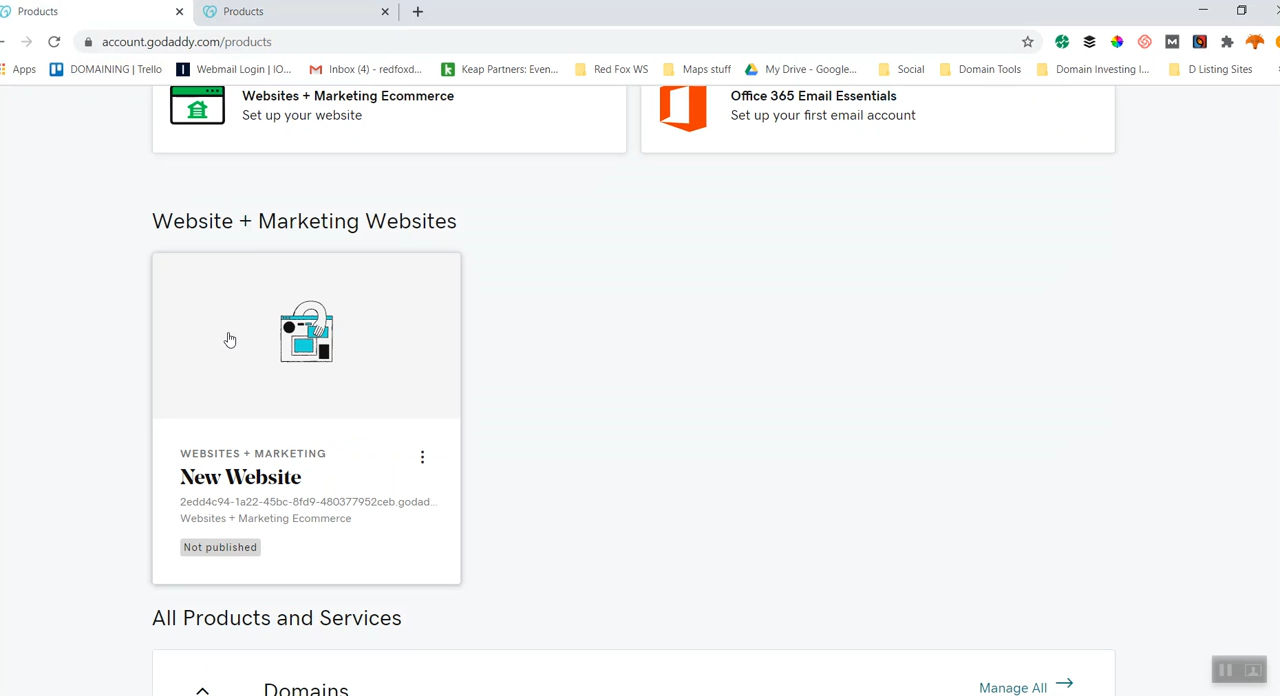 Products
Products
account.godaddy.com/products
Apps
DOMAINING | Trello
Webmail Login | IO...
Inbox (4) - redfoxd...
Keap Partners: Even...
Red Fox WS
Maps stuff
My Drive - Google...
Social
Domain Tools
Domain Investing I...
D Listing Sites
Websites + Marketing Ecommerce
Set up your website
Office 365 Email Essentials
Set up your first email account
Website + Marketing Websites
WEBSITES + MARKETING
New Website
2edd4c94-1a22-45bc-8fd9-480377952ceb.godad...
Websites + Marketing Ecommerce
Not published
All Products and Services
Domains
Manage All